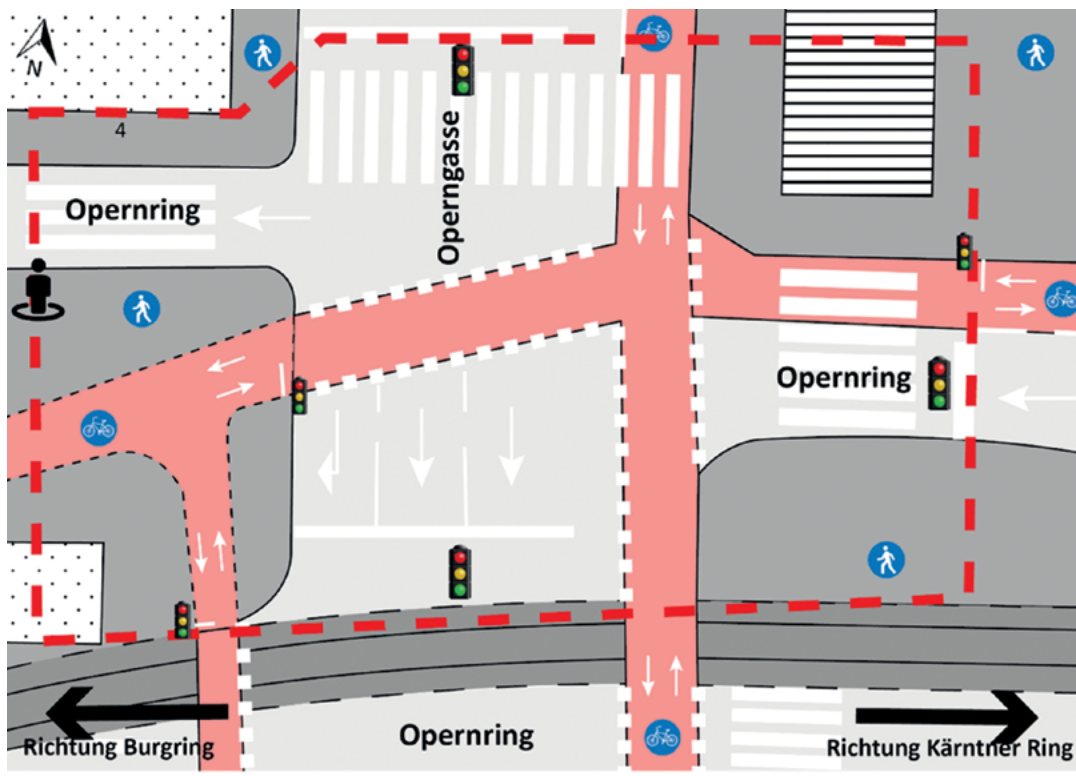 N
4
Opernring
Operngasse
Opernring
Opernring
Richtung Burgring
Richtung Kärntner Ring